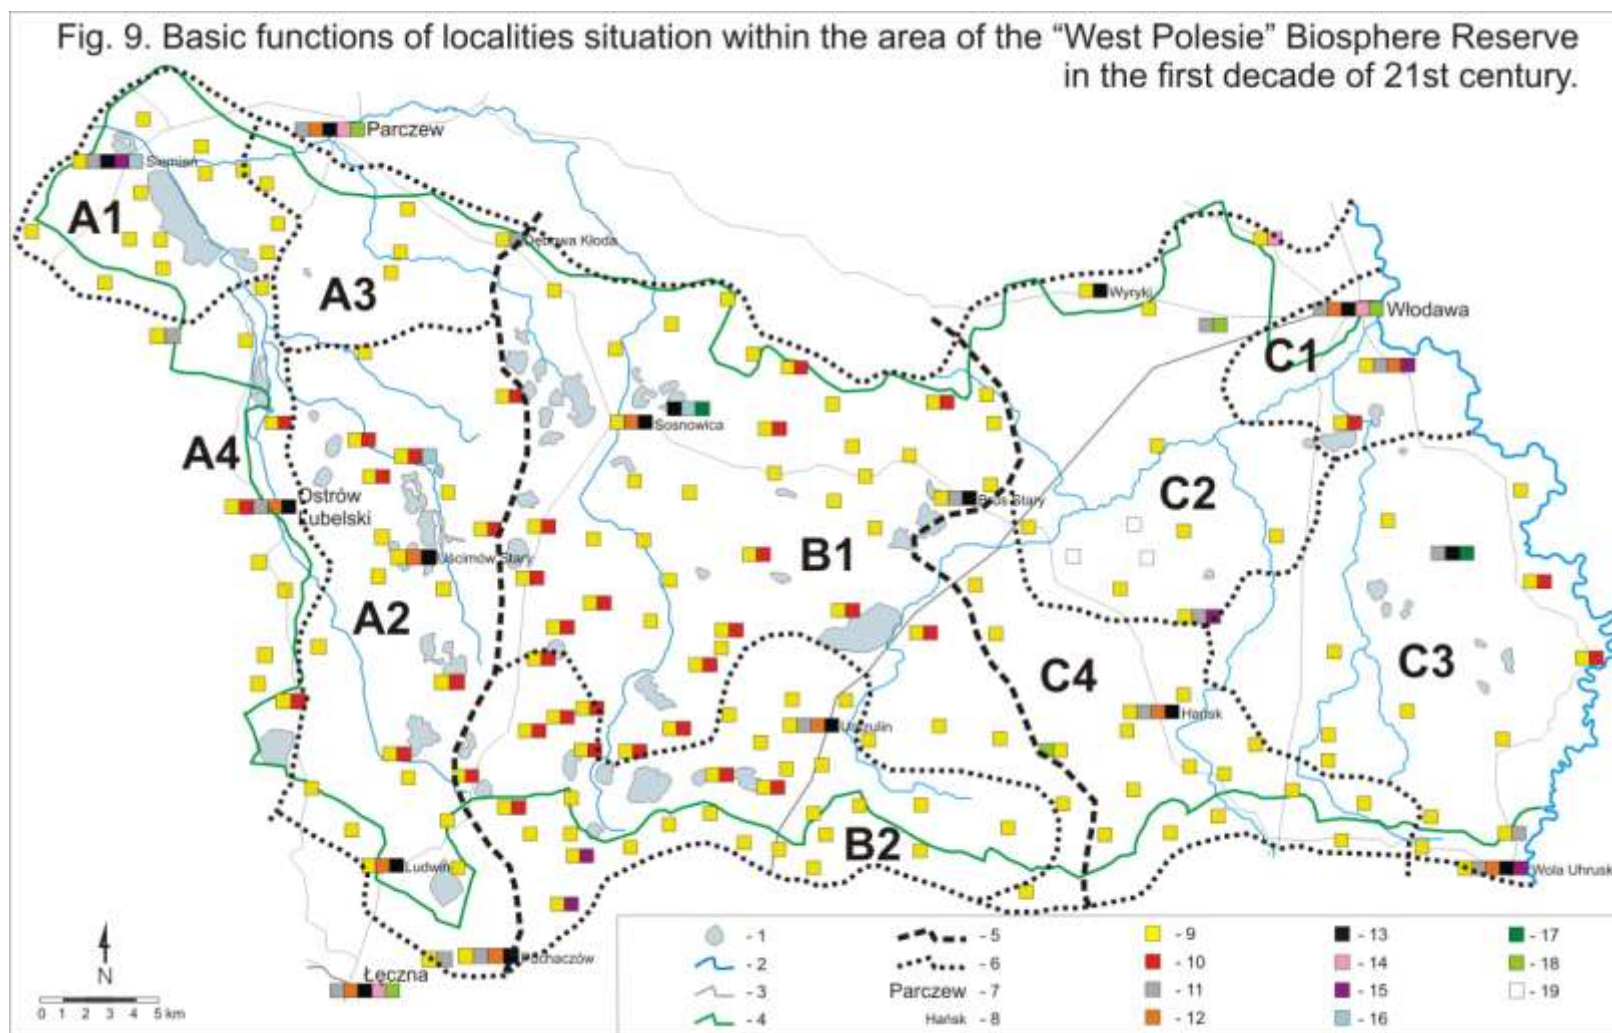 Fig. 9. Basic functions of localities situation within the area of the “West Polesie” Biosphere Reserve
in the first decade of 21st century.
Parczew
Siemień
A1
Dębowa Kłoda
A3
Wyryki
Włodawa
C1
Sosnowica
A4
Ostrów
Lubelski
C2
Uścimów Stary
B1
A2
C3
C4
Hańsk
Urszulin
B2
Ludwin
Wola Uhruska
Puchaczów
Łęczna
N
0 1 2 3 4 5 km
- 1
- 2
- 3
- 4
- 5
- 6
Parczew - 7
Hańsk - 8
- 9
- 10
- 11
- 12
- 13
- 14
- 15
- 16
- 17
- 18
- 19